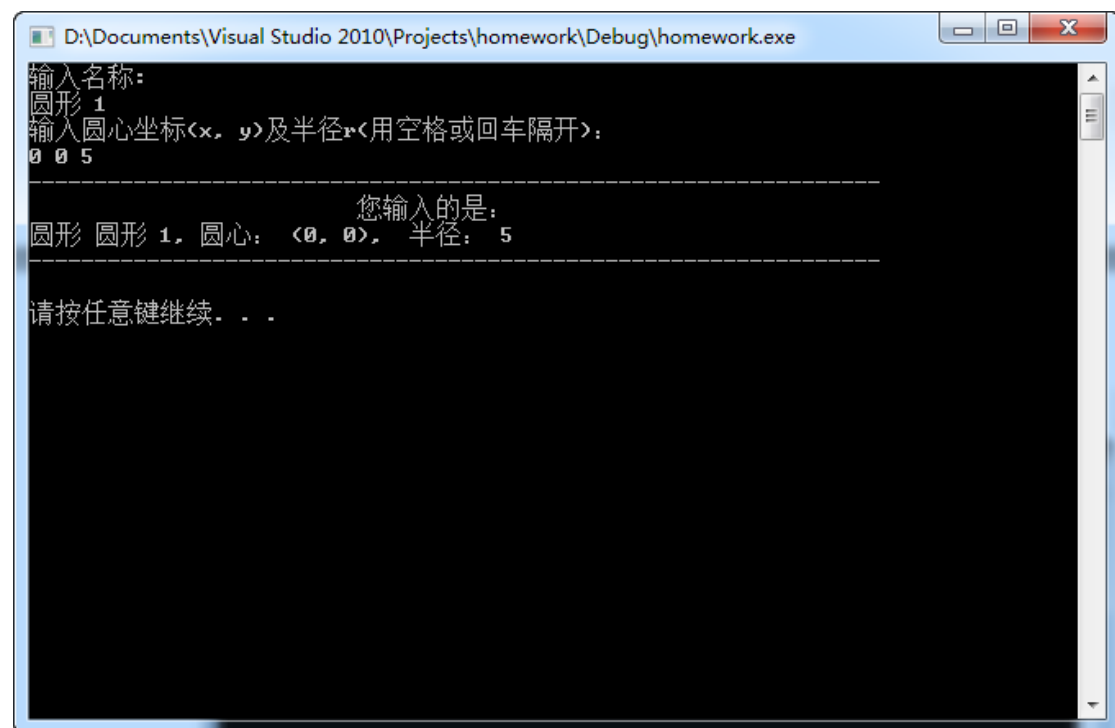 D:\Documents\Visual Studio 2010\Projects\homework\Debug\homework.exe
输入名称:
圆形 1
输入圆心坐标(x, y)及半径r(用空格或回车隔开):
0 0 5
-----------------------------------------------------------------
您输入的是:
圆形 圆形 1, 圆心: (0, 0), 半径: 5
-----------------------------------------------------------------
请按任意键继续. . .